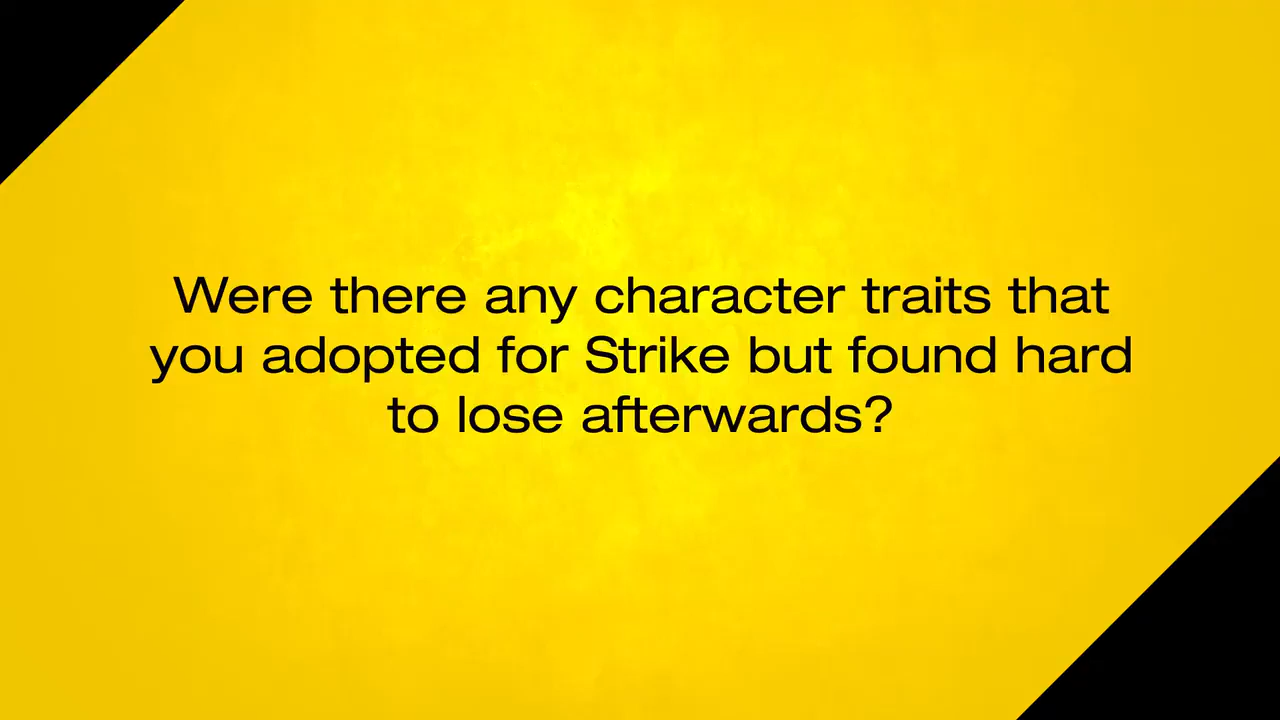 Were there any character traits that
you adopted for Strike but found hard
to lose afterwards?